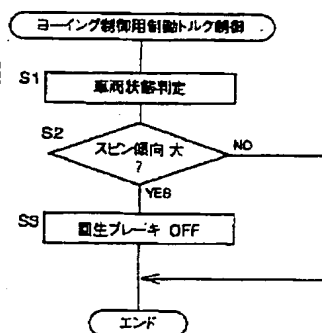 ヨーイング制御用制動トルク制御
S1
車両状態判定
S2
スピン傾向 大
?
NO
YES
S3
回生ブレーキ OFF
エンド